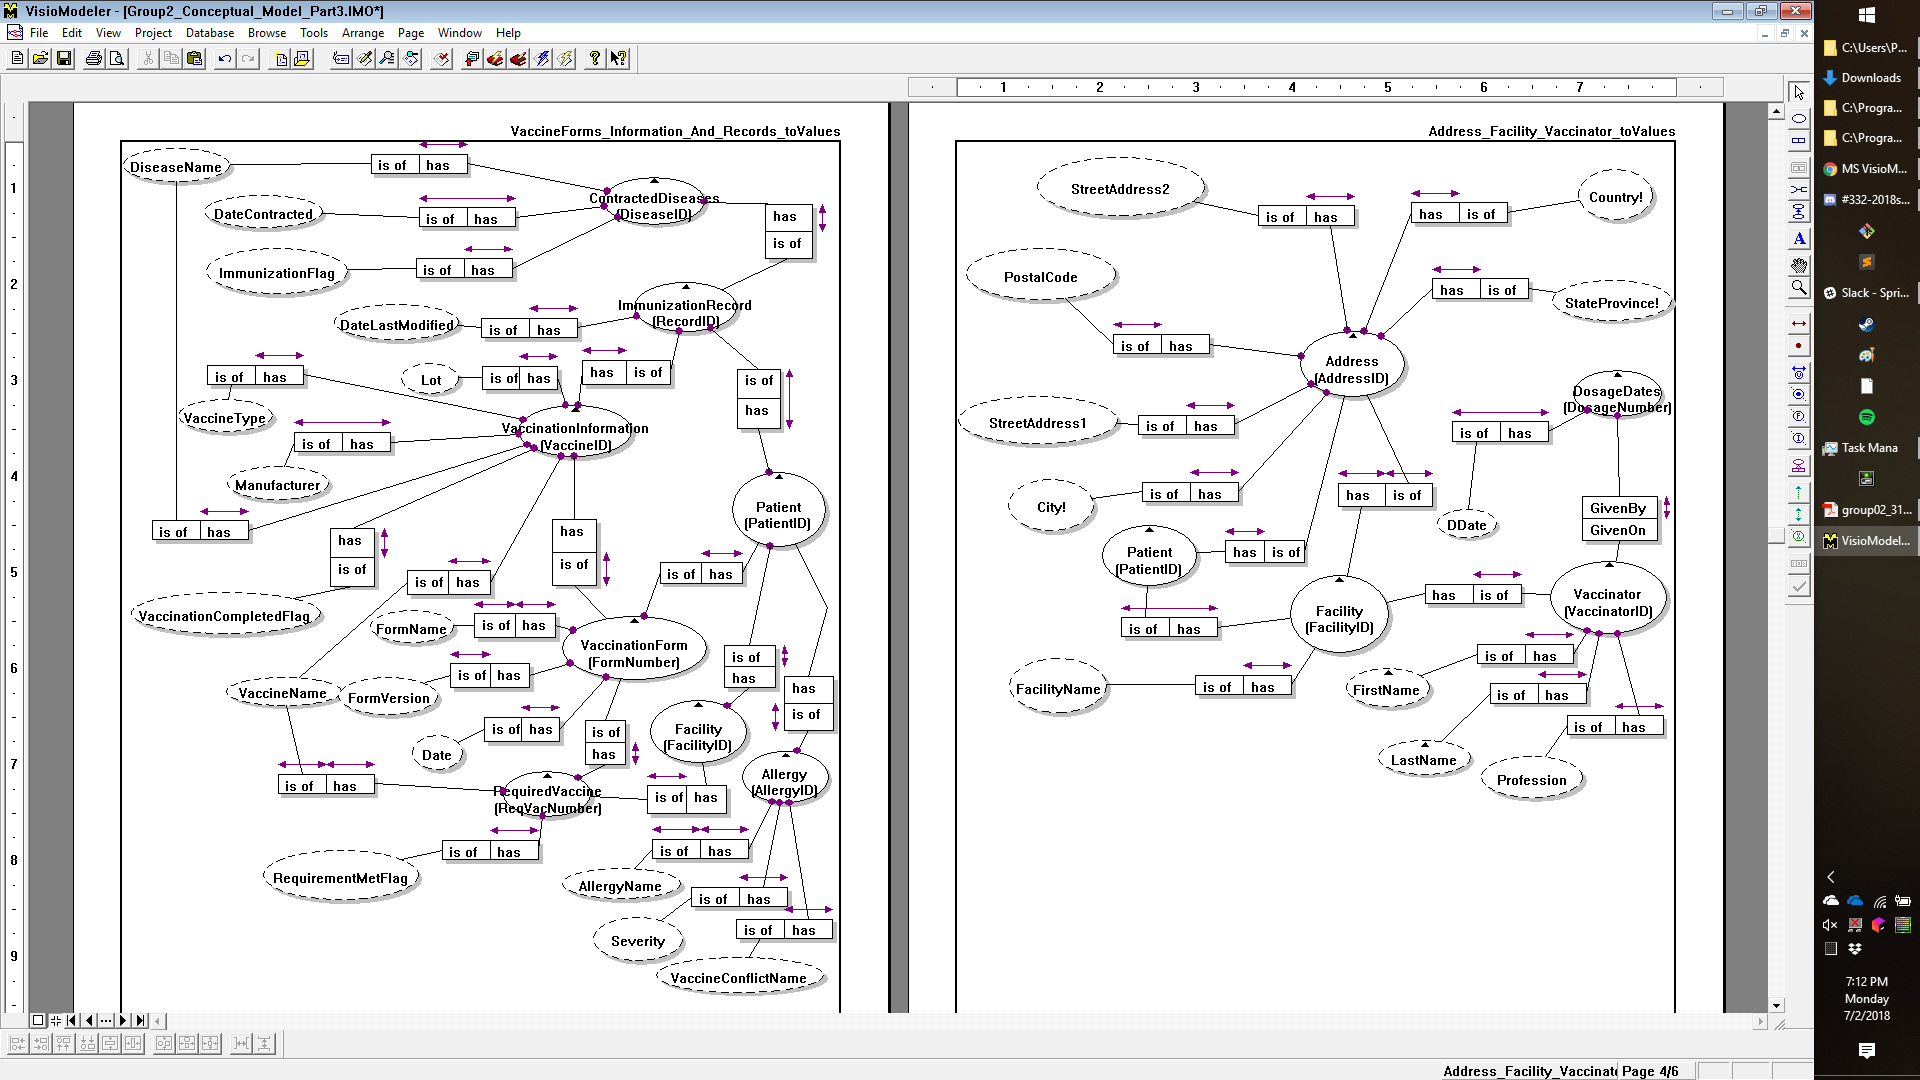 VisioModeler - [Group2_Conceptual_Model_Part3.IMO*]
File Edit View Project Database Browse Tools Arrange Page Window Help
1 2 3 4 5 6 7
VaccineForms_Information_And_Records_toValues
DiseaseName
is of has
ContractedDiseases
(DiseaseID)
DateContracted
is of has
has
is of
ImmunizationFlag
is of has
ImmunizationRecord
(RecordID)
DateLastModified
is of has
is of has
VaccineType
Lot
is of has
has is of
is of
has
VaccinationInformation
(VaccineID)
is of has
Manufacturer
Patient
(PatientID)
is of has
has
is of
has
is of
is of has
is of has
VaccinationCompletedFlag
FormName
is of has
VaccinationForm
(FormNumber)
is of
has
has
is of
VaccineName
FormVersion
is of has
Date
is of has
is of
has
Facility
(FacilityID)
is of has
RequiredVaccine
(ReqVacNumber)
is of has
Allergy
(AllergyID)
is of has
RequirementMetFlag
is of has
AllergyName
is of has
Severity
is of has
VaccineConflictName
1
2
3
4
5
6
7
8
9
Address_Facility_Vaccinator_toValues
StreetAddress2
is of has
has is of
Country!
PostalCode
is of has
has is of
StateProvince!
Address
(AddressID)
DosageDates
(DosageNumber)
StreetAddress1
is of has
is of has
City!
is of has
has is of
DDate
GivenBy
GivenOn
Patient
(PatientID)
has is of
is of has
Facility
(FacilityID)
has is of
Vaccinator
(VaccinatorID)
FacilityName
is of has
FirstName
is of has
is of has
is of has
LastName
Profession
Address_Facility_Vaccinat Page 4/6
C:\Users\P...
Downloads
C:\Progra...
C:\Progra...
MS VisioM...
#332-2018s...
Slack - Spri...
Task Mana
group02_31...
VisioModel...
7:12 PM
Monday
7/2/2018